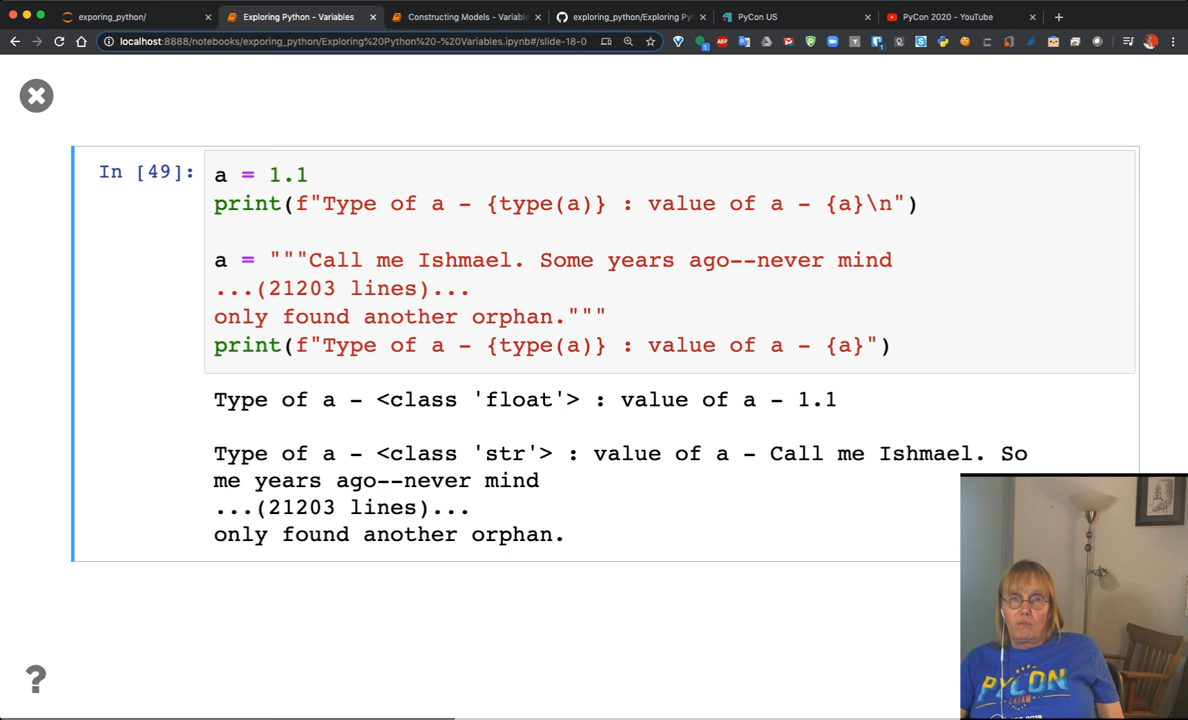 exploring_python/
Exploring Python - Variables
Constructing Models - Variable
exploring_python/Exploring Py
PyCon US
PyCon 2020 - YouTube
localhost:8888/notebooks/exporing_python/Exploring%20Python%20-%20Variables.ipynb#/slide-18-0
In [49]:
a = 1.1
print(f"Type of a - {type(a)} : value of a - {a}\n")
a = """Call me Ishmael. Some years ago--never mind
...(21203 lines)...
only found another orphan."""
print(f"Type of a - {type(a)} : value of a - {a}")
Type of a - <class 'float'> : value of a - 1.1
Type of a - <class 'str'> : value of a - Call me Ishmael. So
me years ago--never mind
...(21203 lines)...
only found another orphan.
?
PYCON